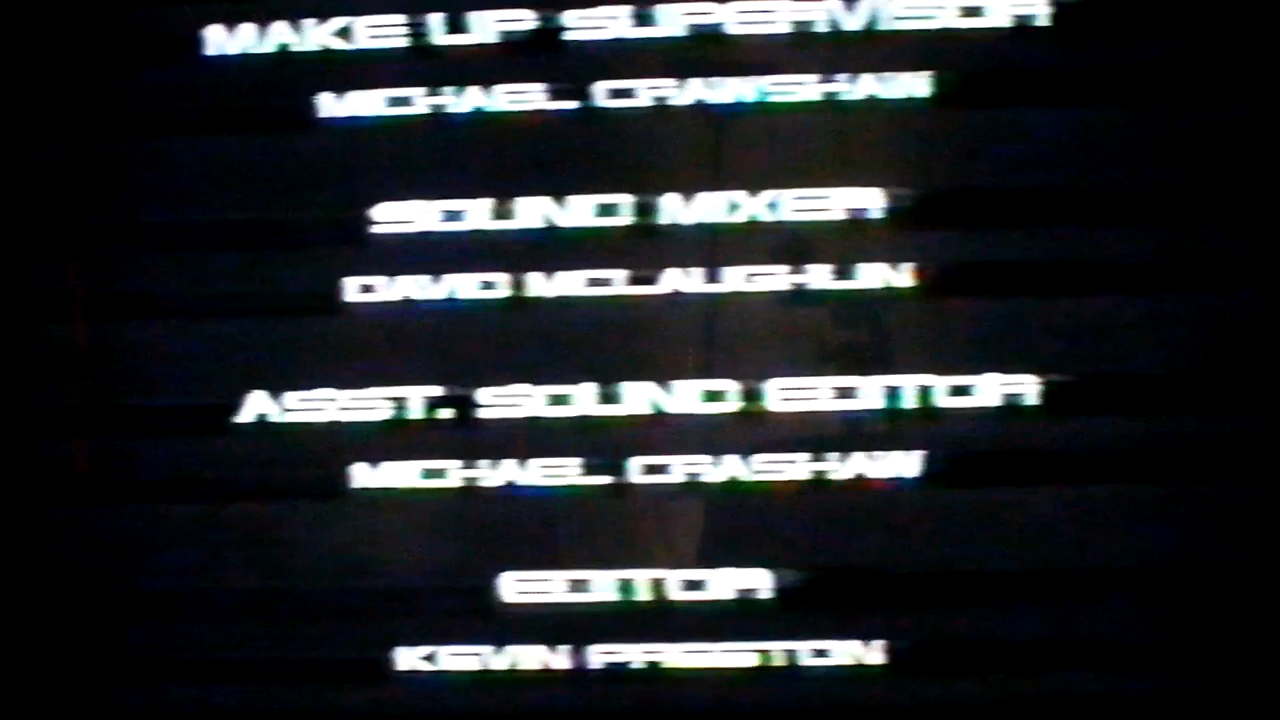 MAKE UP SUPERVISOR
MICHAEL CRAWSHAW
SOUND MIXER
DAVID MCLAUGHLIN
ASST. SOUND EDITOR
MICHAEL CRASHAW
EDITOR
KEVIN PRESTON